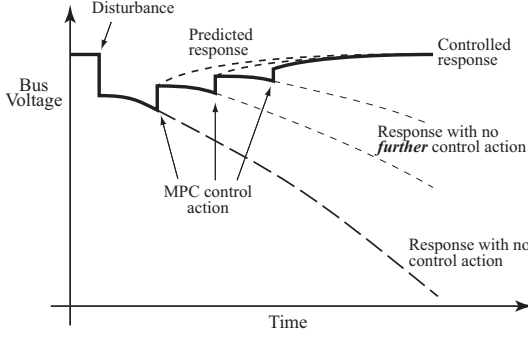 Disturbance
Predicted
response
Controlled
response
Bus
Voltage
Response with no
further control action
MPC control
action
Response with no
control action
Time